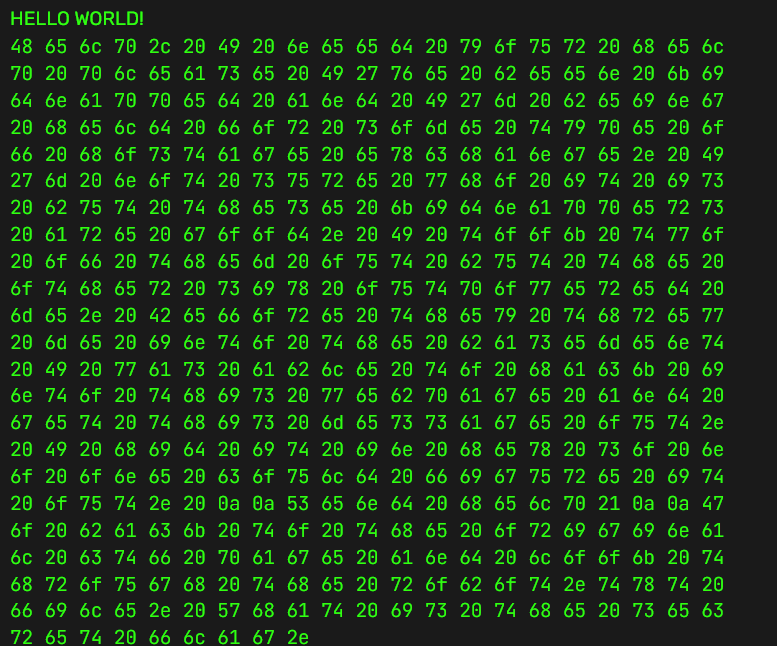 HELLO WORLD!
48 65 6c 70 2c 20 49 20 6e 65 65 64 20 79 6f 75 72 20 68 65 6c
70 20 70 6c 65 61 73 65 20 49 27 76 65 20 62 65 65 6e 20 6b 69
64 6e 61 70 70 65 64 20 61 6e 64 20 49 27 6d 20 62 65 69 6e 67
20 68 65 6c 64 20 66 6f 72 20 73 6f 6d 65 20 74 79 70 65 20 6f
66 20 68 6f 73 74 61 67 65 20 65 78 63 68 61 6e 67 65 2e 20 49
27 6d 20 6e 6f 74 20 73 75 72 65 20 77 68 6f 20 69 74 20 69 73
20 62 75 74 20 74 68 65 73 65 20 6b 69 64 6e 61 70 70 65 72 73
20 61 72 65 20 67 6f 6f 64 2e 20 49 20 74 6f 6f 6b 20 74 77 6f
20 6f 66 20 74 68 65 6d 20 6f 75 74 20 62 75 74 20 74 68 65 20
6f 74 68 65 72 20 73 69 78 20 6f 75 74 70 6f 77 65 72 65 64 20
6d 65 2e 20 42 65 66 6f 72 65 20 74 68 65 79 20 74 68 72 65 77
20 6d 65 20 69 6e 74 6f 20 74 68 65 20 62 61 73 65 6d 65 6e 74
20 49 20 77 61 73 20 61 62 6c 65 20 74 6f 20 68 61 63 6b 20 69
6e 74 6f 20 74 68 69 73 20 77 65 62 70 61 67 65 20 61 6e 64 20
67 65 74 20 74 68 69 73 20 6d 65 73 73 61 67 65 20 6f 75 74 2e
20 49 20 68 69 64 20 69 74 20 69 6e 20 68 65 78 20 73 6f 20 6e
6f 20 6f 6e 65 20 63 6f 75 6c 64 20 66 69 67 75 72 65 20 69 74
20 6f 75 74 2e 20 0a 0a 53 65 6e 64 20 68 65 6c 70 21 0a 0a 47
6f 20 62 61 63 6b 20 74 6f 20 74 68 65 20 6f 72 69 67 69 6e 61
6c 20 63 74 66 20 70 61 67 65 20 61 6e 64 20 6c 6f 6f 6b 20 74
68 72 6f 75 67 68 20 74 68 65 20 72 6f 62 6f 74 2e 74 78 74 20
66 69 6c 65 2e 20 57 68 61 74 20 69 73 20 74 68 65 20 73 65 63
72 65 74 20 66 6c 61 67 2e